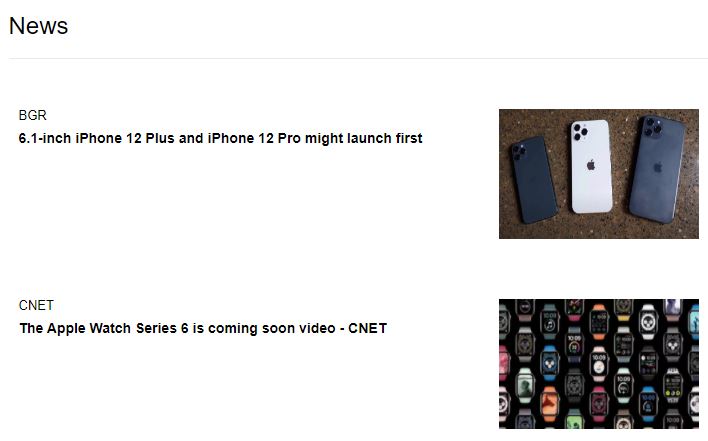 News
BGR
6.1-inch iPhone 12 Plus and iPhone 12 Pro might launch first
CNET
The Apple Watch Series 6 is coming soon video - CNET